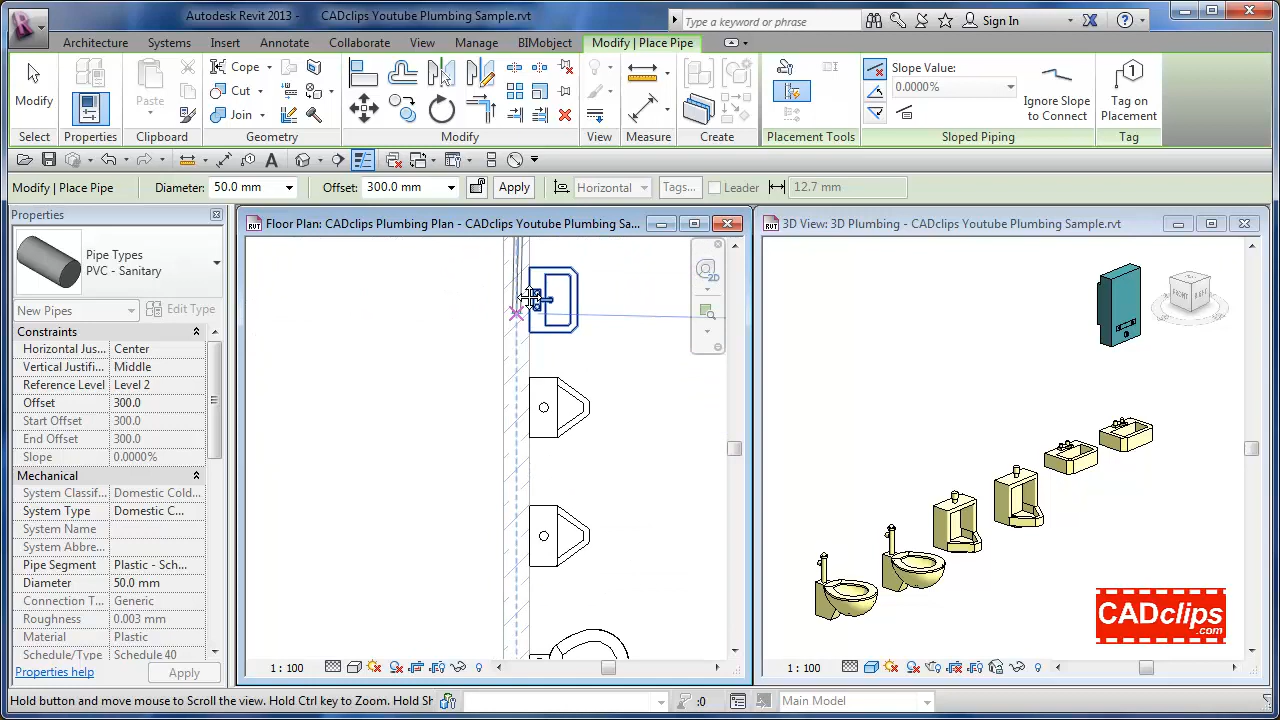 Autodesk Revit 2013 - CADclips Youtube Plumbing Sample.rvt
Type a keyword or phrase
Sign In
Architecture Systems Insert Annotate Collaborate View Manage BIMobject Modify | Place Pipe
Modify
Select
Properties
Paste
Clipboard
Cope
Cut
Join
Geometry
Modify
View
Measure
Create
Placement Tools
Slope Value:
0.0000%
Ignore Slope
to Connect
Sloped Piping
Tag on
Placement
Tag
Modify | Place Pipe Diameter: 50.0 mm Offset: 300.0 mm Apply Horizontal Tags... Leader 12.7 mm
Properties
Pipe Types
PVC - Sanitary
New Pipes Edit Type
Constraints
Horizontal Jus... Center
Vertical Justifi... Middle
Reference Level Level 2
Offset 300.0
Start Offset 300.0
End Offset 300.0
Slope 0.0000%
Mechanical
System Classif... Domestic Cold...
System Type Domestic C...
System Name
System Abbre...
Pipe Segment Plastic - Sch...
Diameter 50.0 mm
Connection T... Generic
Roughness 0.003 mm
Material Plastic
Schedule/Type Schedule 40
Properties help Apply
Floor Plan: CADclips Plumbing Plan - CADclips Youtube Plumbing Sa...
2D
1 : 100
3D View: 3D Plumbing - CADclips Youtube Plumbing Sample.rvt
FRONT
CADclips
.com
1 : 100
Hold button and move mouse to Scroll the view. Hold Ctrl key to Zoom. Hold Sh
:0
Main Model